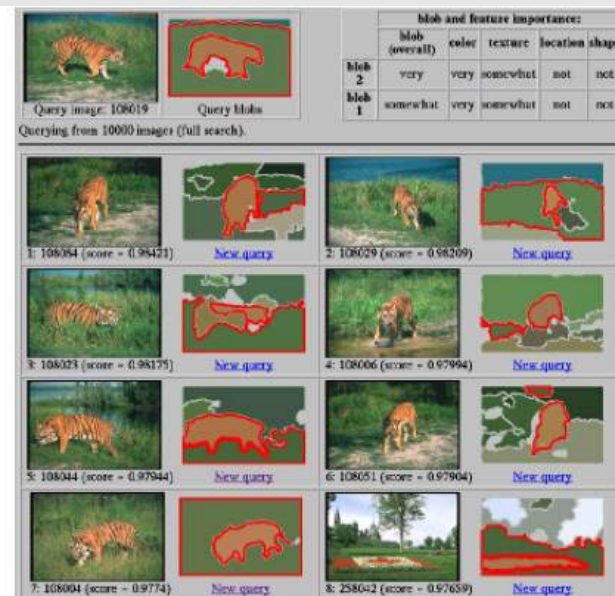 blob and feature importance:
blob (overall) color texture location shape
blob 2 very very somewhat not not
blob 1 somewhat very somewhat not not
Query image: 108019 Query blobs
Querying from 10000 images (full search).
1: 108084 (score = 0.98421) New query
2: 108029 (score = 0.98209) New query
3: 108023 (score = 0.98175) New query
4: 108006 (score = 0.97994) New query
5: 108044 (score = 0.97944) New query
6: 108051 (score = 0.97904) New query
7: 108004 (score = 0.9774) New query
8: 258042 (score = 0.97659) New query